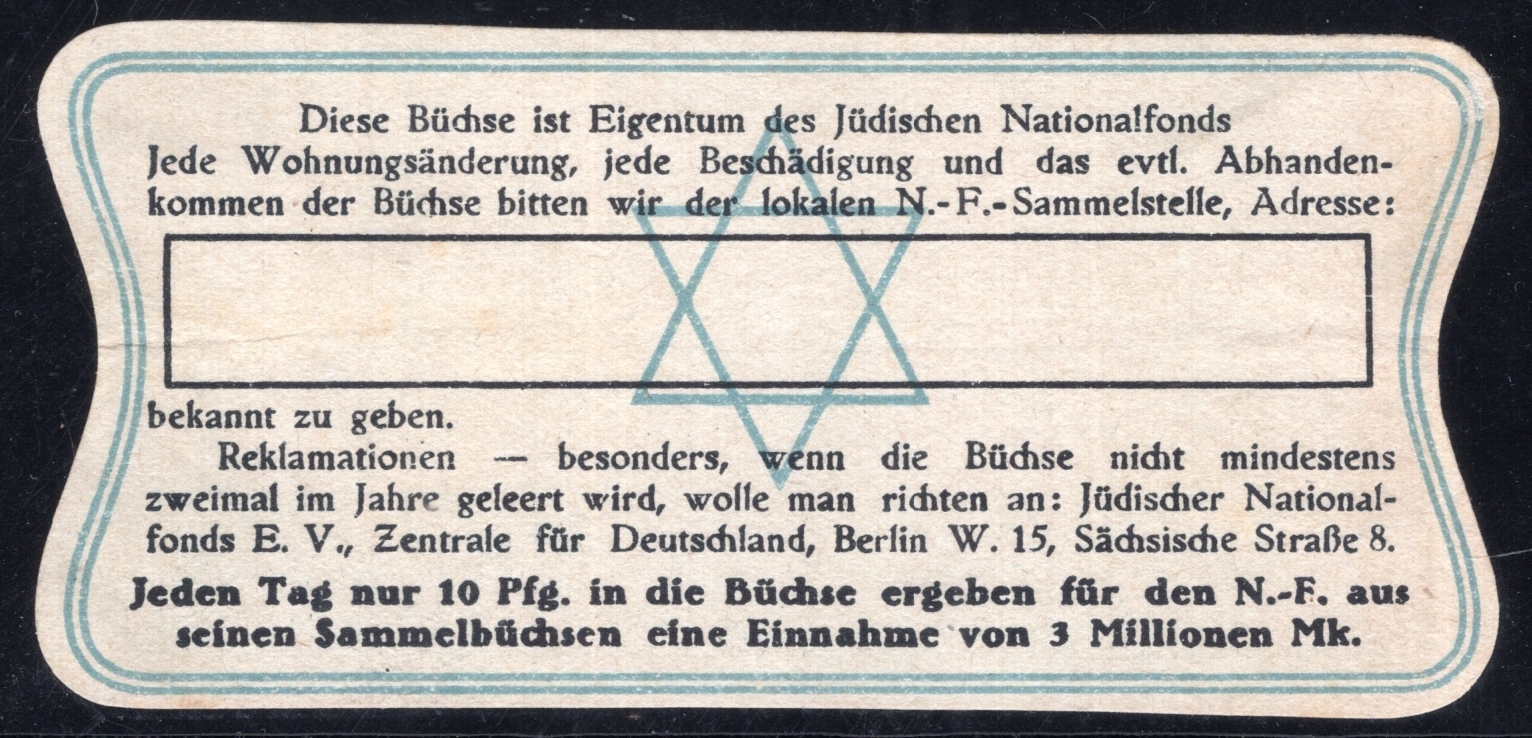 Diese Büchse ist Eigentum des Jüdischen Nationalfonds
Jede Wohnungsänderung, jede Beschädigung und das evtl. Abhanden-
kommen der Büchse bitten wir der lokalen N.-F.-Sammelstelle, Adresse:
bekannt zu geben.
Reklamationen — besonders, wenn die Büchse nicht mindestens
zweimal im Jahre geleert wird, wolle man richten an: Jüdischer National-
fonds E. V., Zentrale für Deutschland, Berlin W. 15, Sächsische Straße 8.
Jeden Tag nur 10 Pfg. in die Büchse ergeben für den N.-F. aus
seinen Sammelbüchsen eine Einnahme von 3 Millionen Mk.